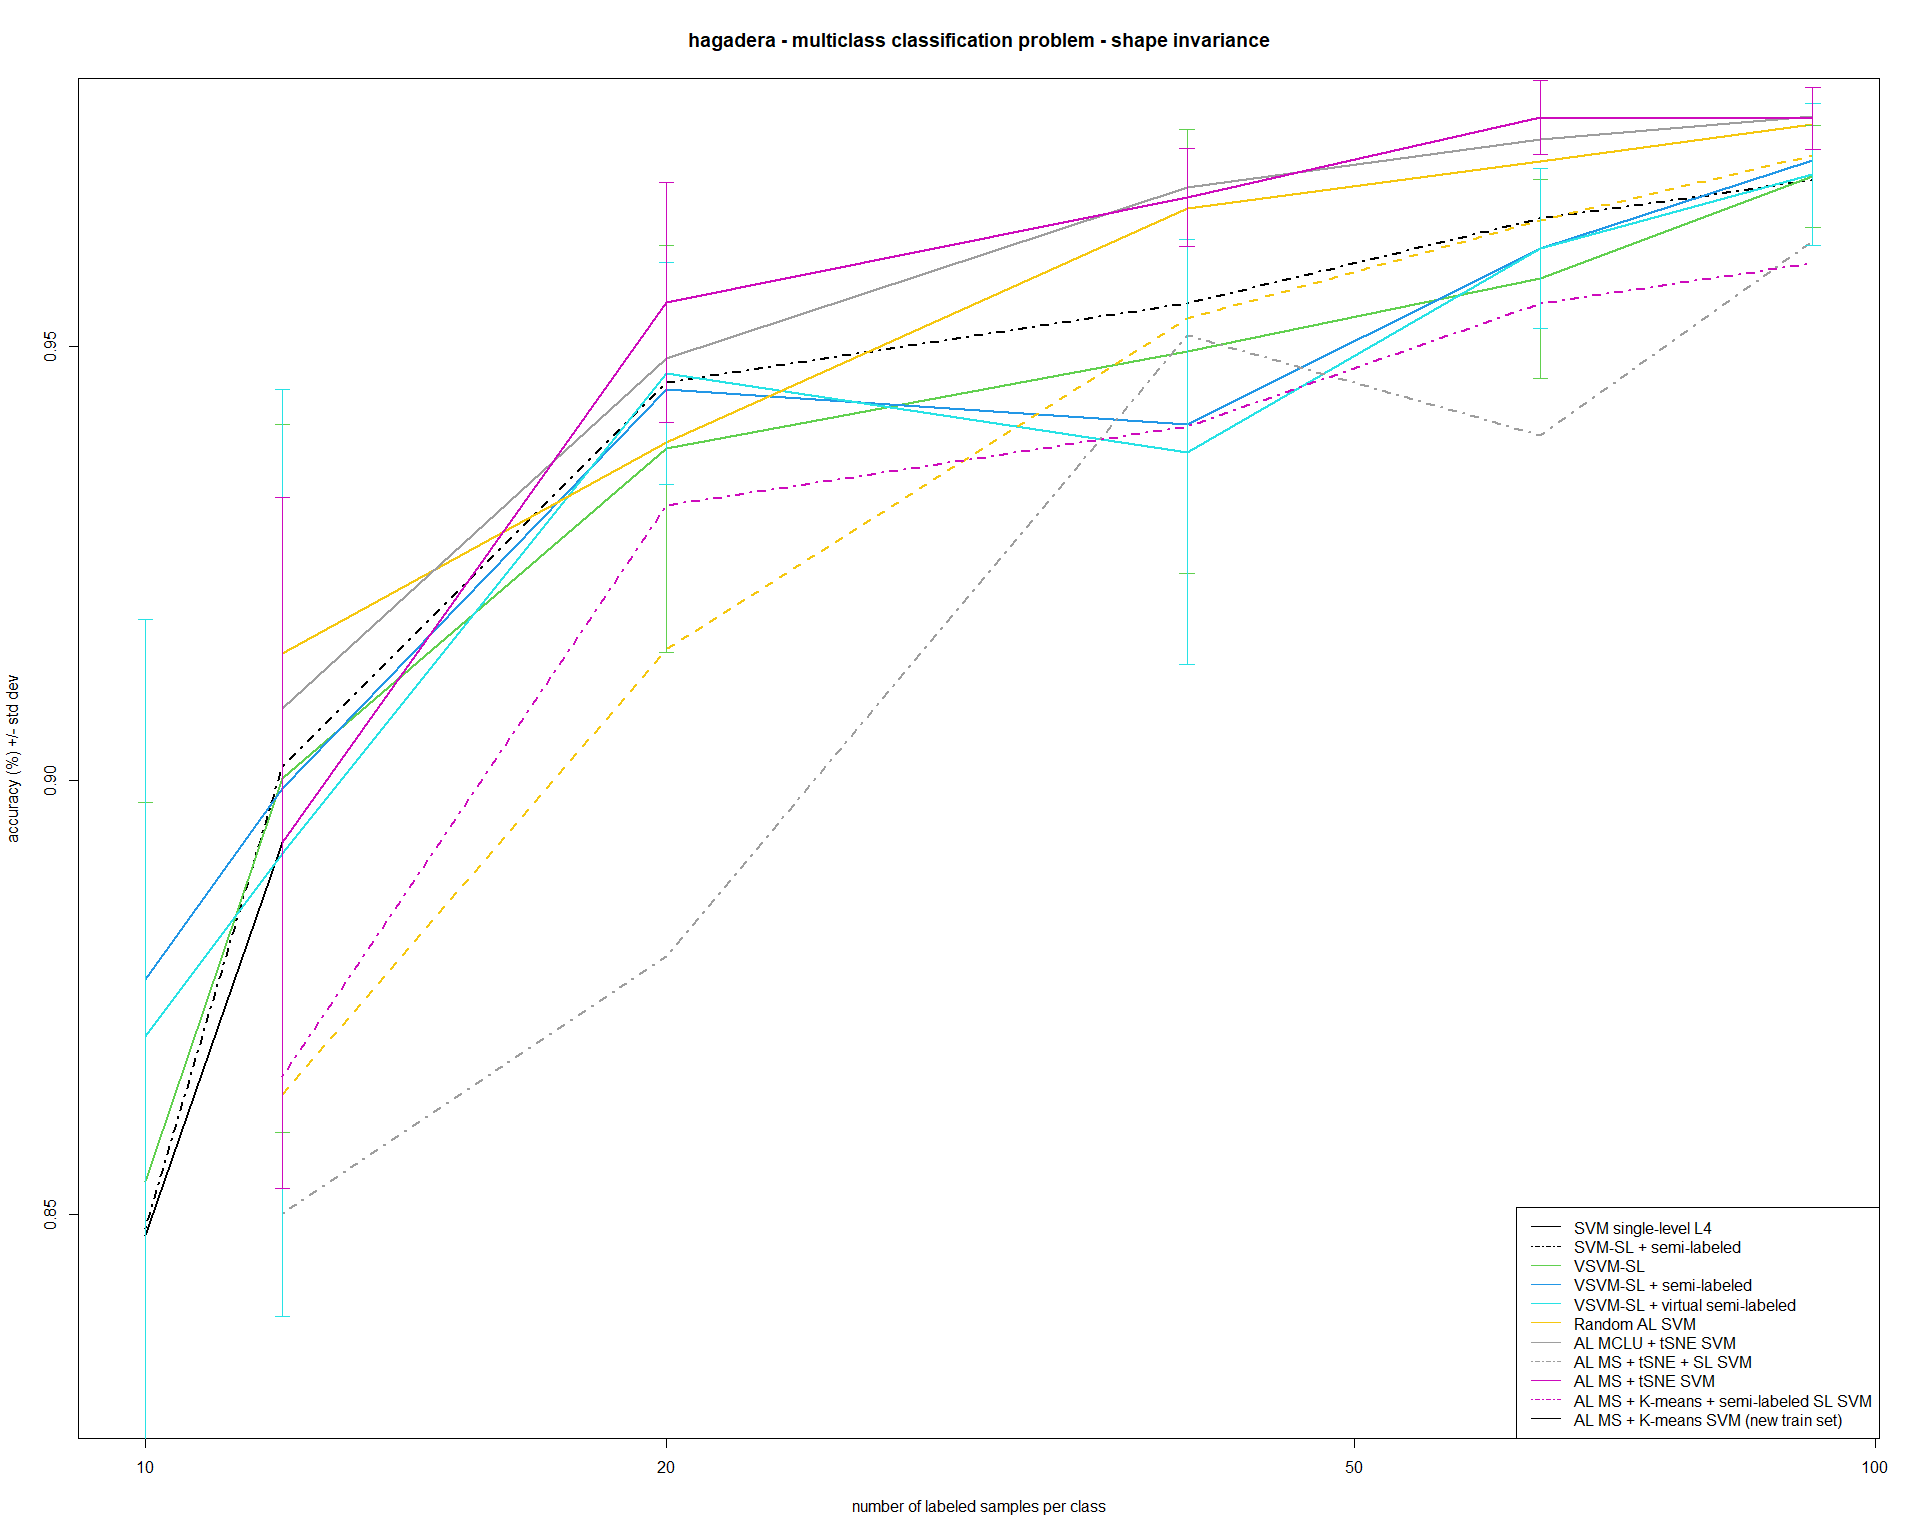 hagadera - multiclass classification problem - shape invariance
accuracy (%) +/- std dev
0.95
0.90
0.85
10
20
50
100
number of labeled samples per class
SVM single-level L4
SVM-SL + semi-labeled
VSVM-SL
VSVM-SL + semi-labeled
VSVM-SL + virtual semi-labeled
Random AL SVM
AL MCLU + tSNE SVM
AL MS + tSNE + SL SVM
AL MS + tSNE SVM
AL MS + K-means + semi-labeled SL SVM
AL MS + K-means SVM (new train set)